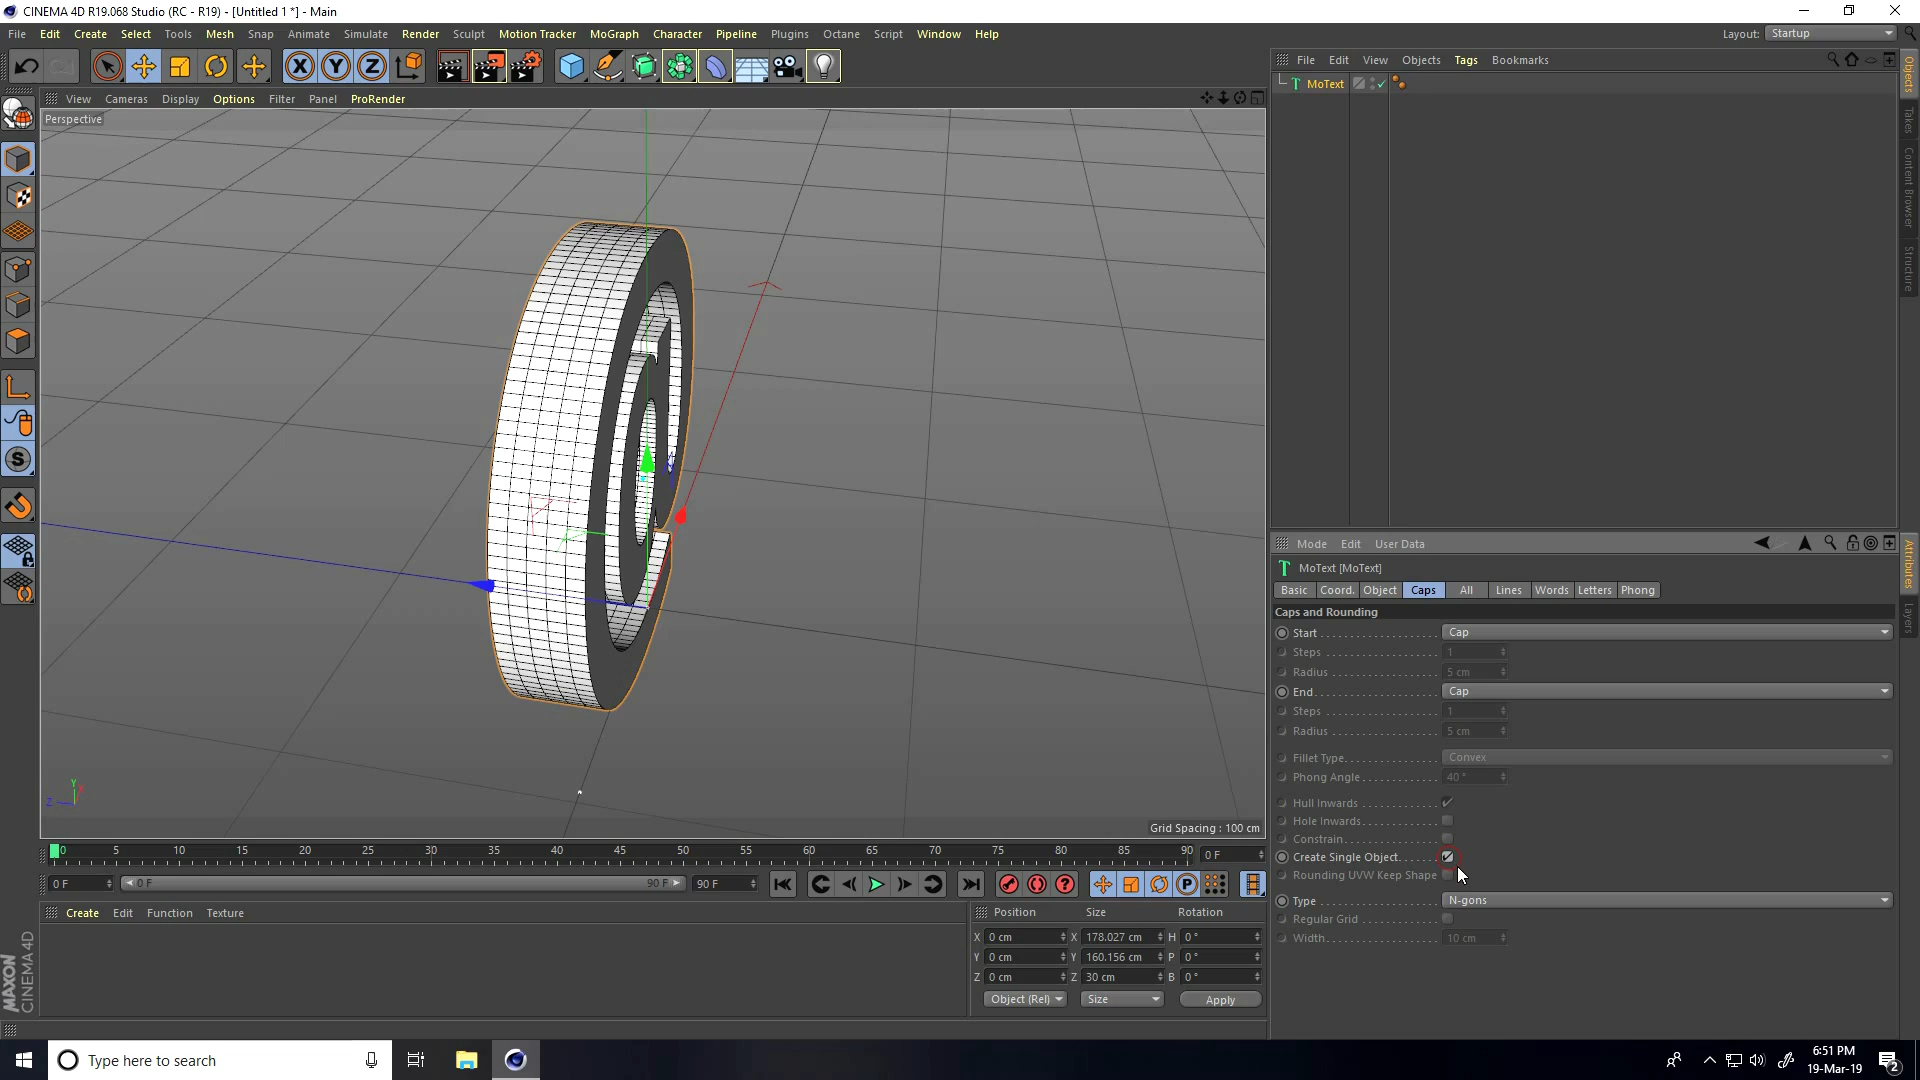 CINEMA 4D R19.068 Studio (RC - R19) - [Untitled 1 *] - Main
File Edit Create Select Tools Mesh Snap Animate Simulate Render Sculpt Motion Tracker MoGraph Character Pipeline Plugins Octane Script Window Help Layout: Startup
View Cameras Display Options Filter Panel ProRender
Perspective
Y
Z
Grid Spacing : 100 cm
File Edit View Objects Tags Bookmarks
MoText
Objects
Takes
Content Browser
Structure
Mode Edit User Data
MoText [MoText]
Basic Coord. Object Caps All Lines Words Letters Phong
Caps and Rounding
Start Cap
Steps 1
Radius 5 cm
End Cap
Steps 1
Radius 5 cm
Fillet Type Convex
Phong Angle 40 °
Hull Inwards
Hole Inwards
Constrain
Create Single Object
Rounding UVW Keep Shape
Type N-gons
Regular Grid
Width 10 cm
Attributes
Layers
0 5 10 15 20 25 30 35 40 45 50 55 60 65 70 75 80 85 90 0 F
0 F 0 F 90 F 90 F
Create Edit Function Texture
Position Size Rotation
X 0 cm X 178.027 cm H 0 °
Y 0 cm Y 160.156 cm P 0 °
Z 0 cm Z 30 cm B 0 °
Object (Rel) Size Apply
MAXON
CINEMA 4D
Type here to search
6:51 PM
19-Mar-19
2